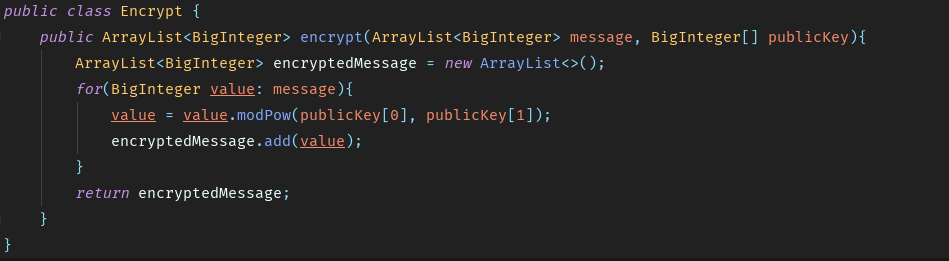 public class Encrypt {
    public ArrayList<BigInteger> encrypt(ArrayList<BigInteger> message, BigInteger[] publicKey){
        ArrayList<BigInteger> encryptedMessage = new ArrayList<>();
        for(BigInteger value: message){
            value = value.modPow(publicKey[0], publicKey[1]);
            encryptedMessage.add(value);
        }
        return encryptedMessage;
    }
}